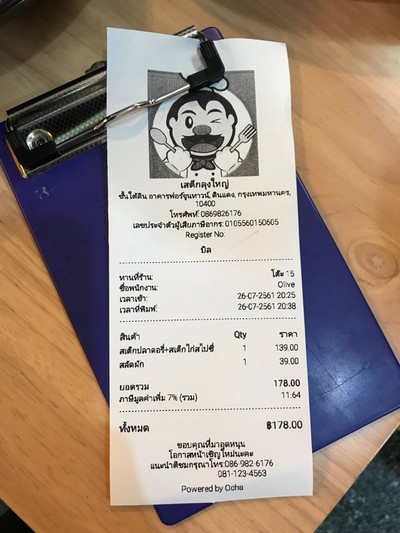 เสต็กลุงใหญ่
ชั้นใต้ดิน อาคารฟอร์จูนทาวน์, ดินแดง, กรุงเทพมหานคร,
10400
โทรศัพท์: 0869826176
เลขประจำตัวผู้เสียภาษีอากร: 0105560150605
Register No:
บิล
ทานที่ร้าน: โต๊ะ 15
ชื่อพนักงาน: Olive
เวลาเข้า: 26-07-2561 20:25
เวลาที่พิมพ์: 26-07-2561 20:38
สินค้า Qty ราคา
สเต็กปลาดอรี่+สเต็กไก่สไปซี่ 1 139.00
สลัดผัก 1 39.00
ยอดรวม 178.00
ภาษีมูลค่าเพิ่ม 7% (รวม) 11.64
ทั้งหมด ฿178.00
ขอบคุณที่มาอุดหนุน
โอกาสหน้าเชิญใหม่นะคะ
แนะนำติชมกรุณาโทร:086-982-6176
081-123-4563
Powered by Ocha